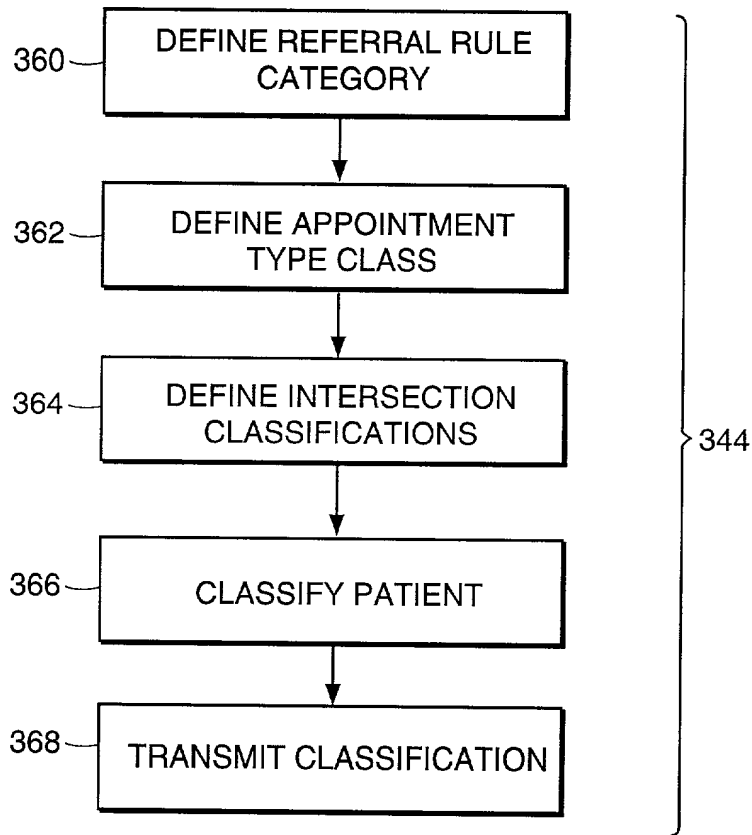 360
DEFINE REFERRAL RULE
CATEGORY
362
DEFINE APPOINTMENT
TYPE CLASS
364
DEFINE INTERSECTION
CLASSIFICATIONS
344
366
CLASSIFY PATIENT
368
TRANSMIT CLASSIFICATION